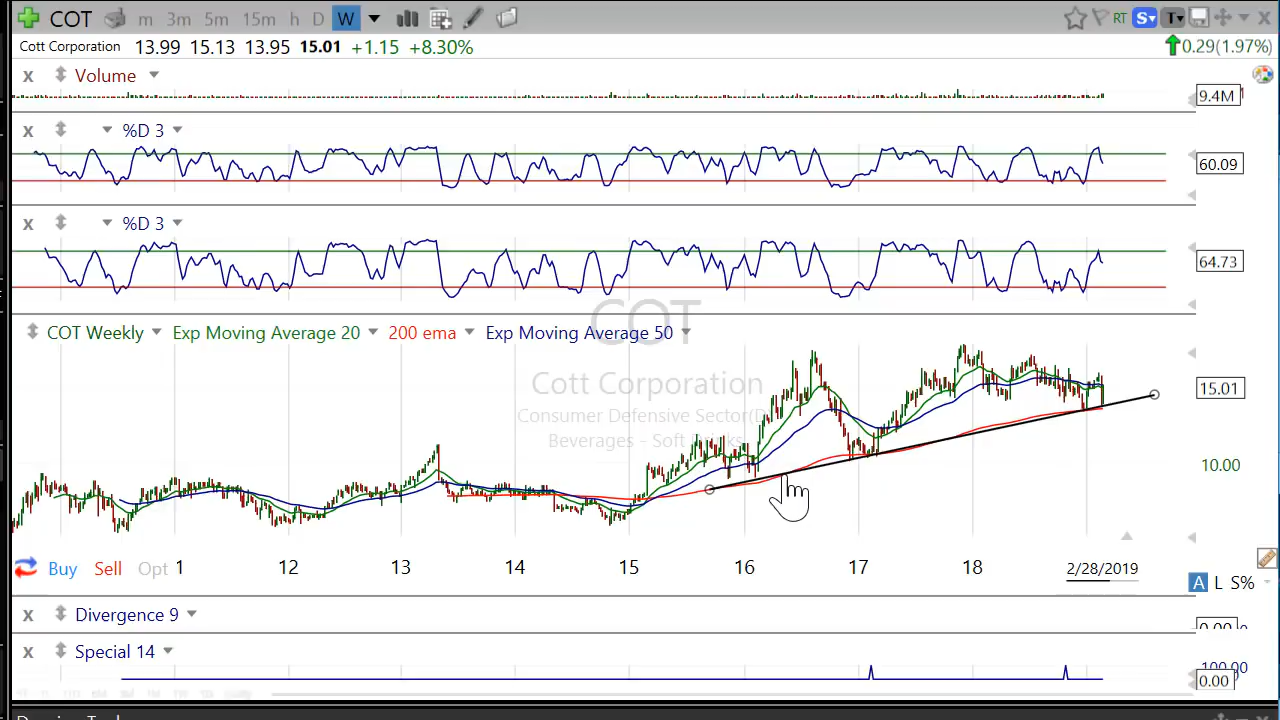 COT m 3m 5m 15m h D W RT S T
Cott Corporation 13.99 15.13 13.95 15.01 +1.15 +8.30% 0.29(1.97%)
x Volume
9.4M
x %D 3
60.09
x %D 3
64.73
COT
COT Weekly Exp Moving Average 20 200 ema Exp Moving Average 50
Cott Corporation
15.01
Consumer Defensive Sector
Beverages - Soft
10.00
Buy Sell Opt 1 12 13 14 15 16 17 18 2/28/2019
A L S%
x Divergence 9
x Special 14
100.00
0.00